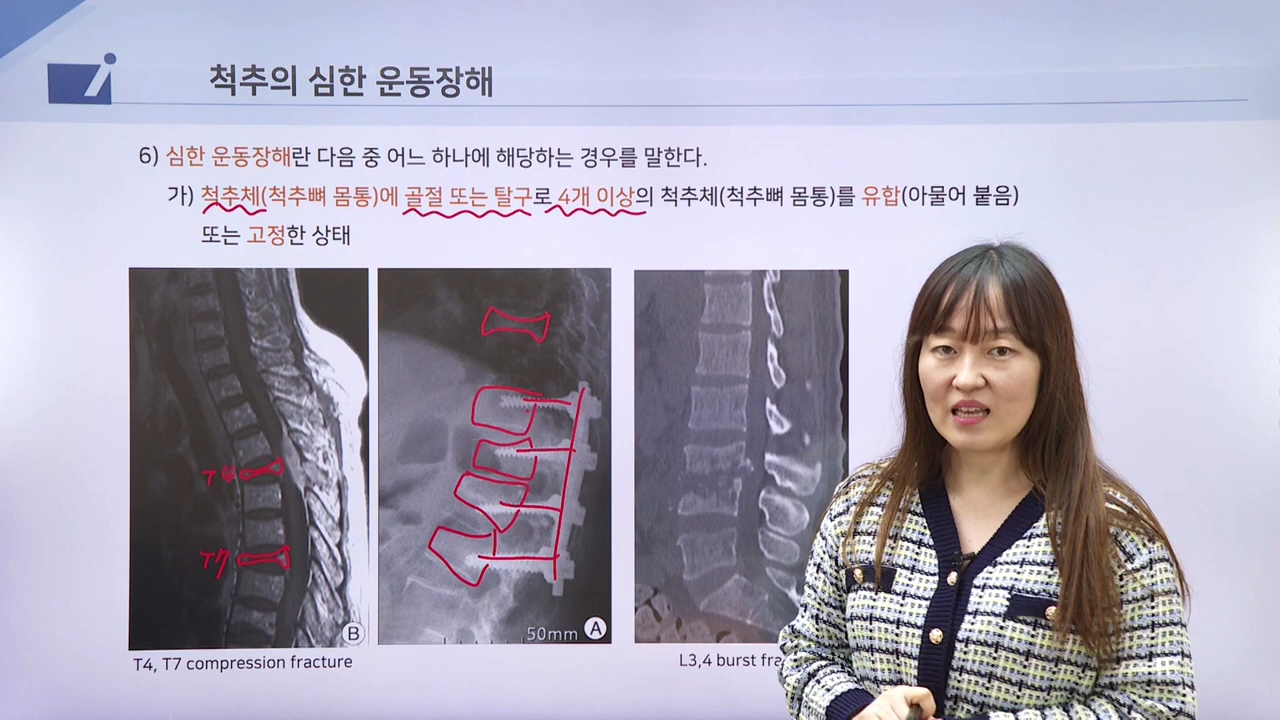 척추의 심한 운동장해
6) 심한 운동장해란 다음 중 어느 하나에 해당하는 경우를 말한다.
가) 척추체(척추뼈 몸통)에 골절 또는 탈구로 4개 이상의 척추체(척추뼈 몸통)를 유합(아물어 붙음)
또는 고정한 상태
T4
T7
B
50mm A
T4, T7 compression fracture
L3,4 burst